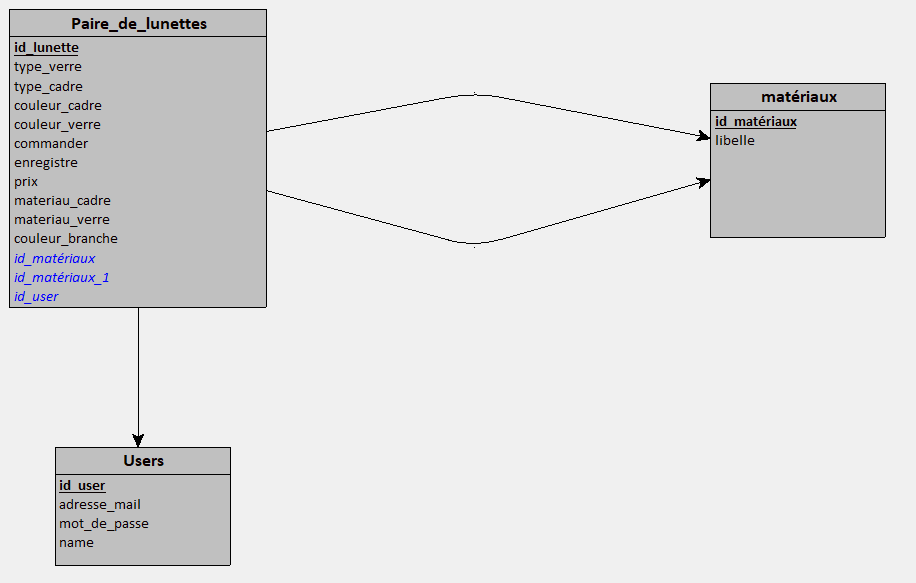 Paire_de_lunettes
id_lunette
type_verre
type_cadre
couleur_cadre
couleur_verre
commander
enregistre
prix
materiau_cadre
materiau_verre
couleur_branche
id_matériaux
id_matériaux_1
id_user
matériaux
id_matériaux
libelle
Users
id_user
adresse_mail
mot_de_passe
name